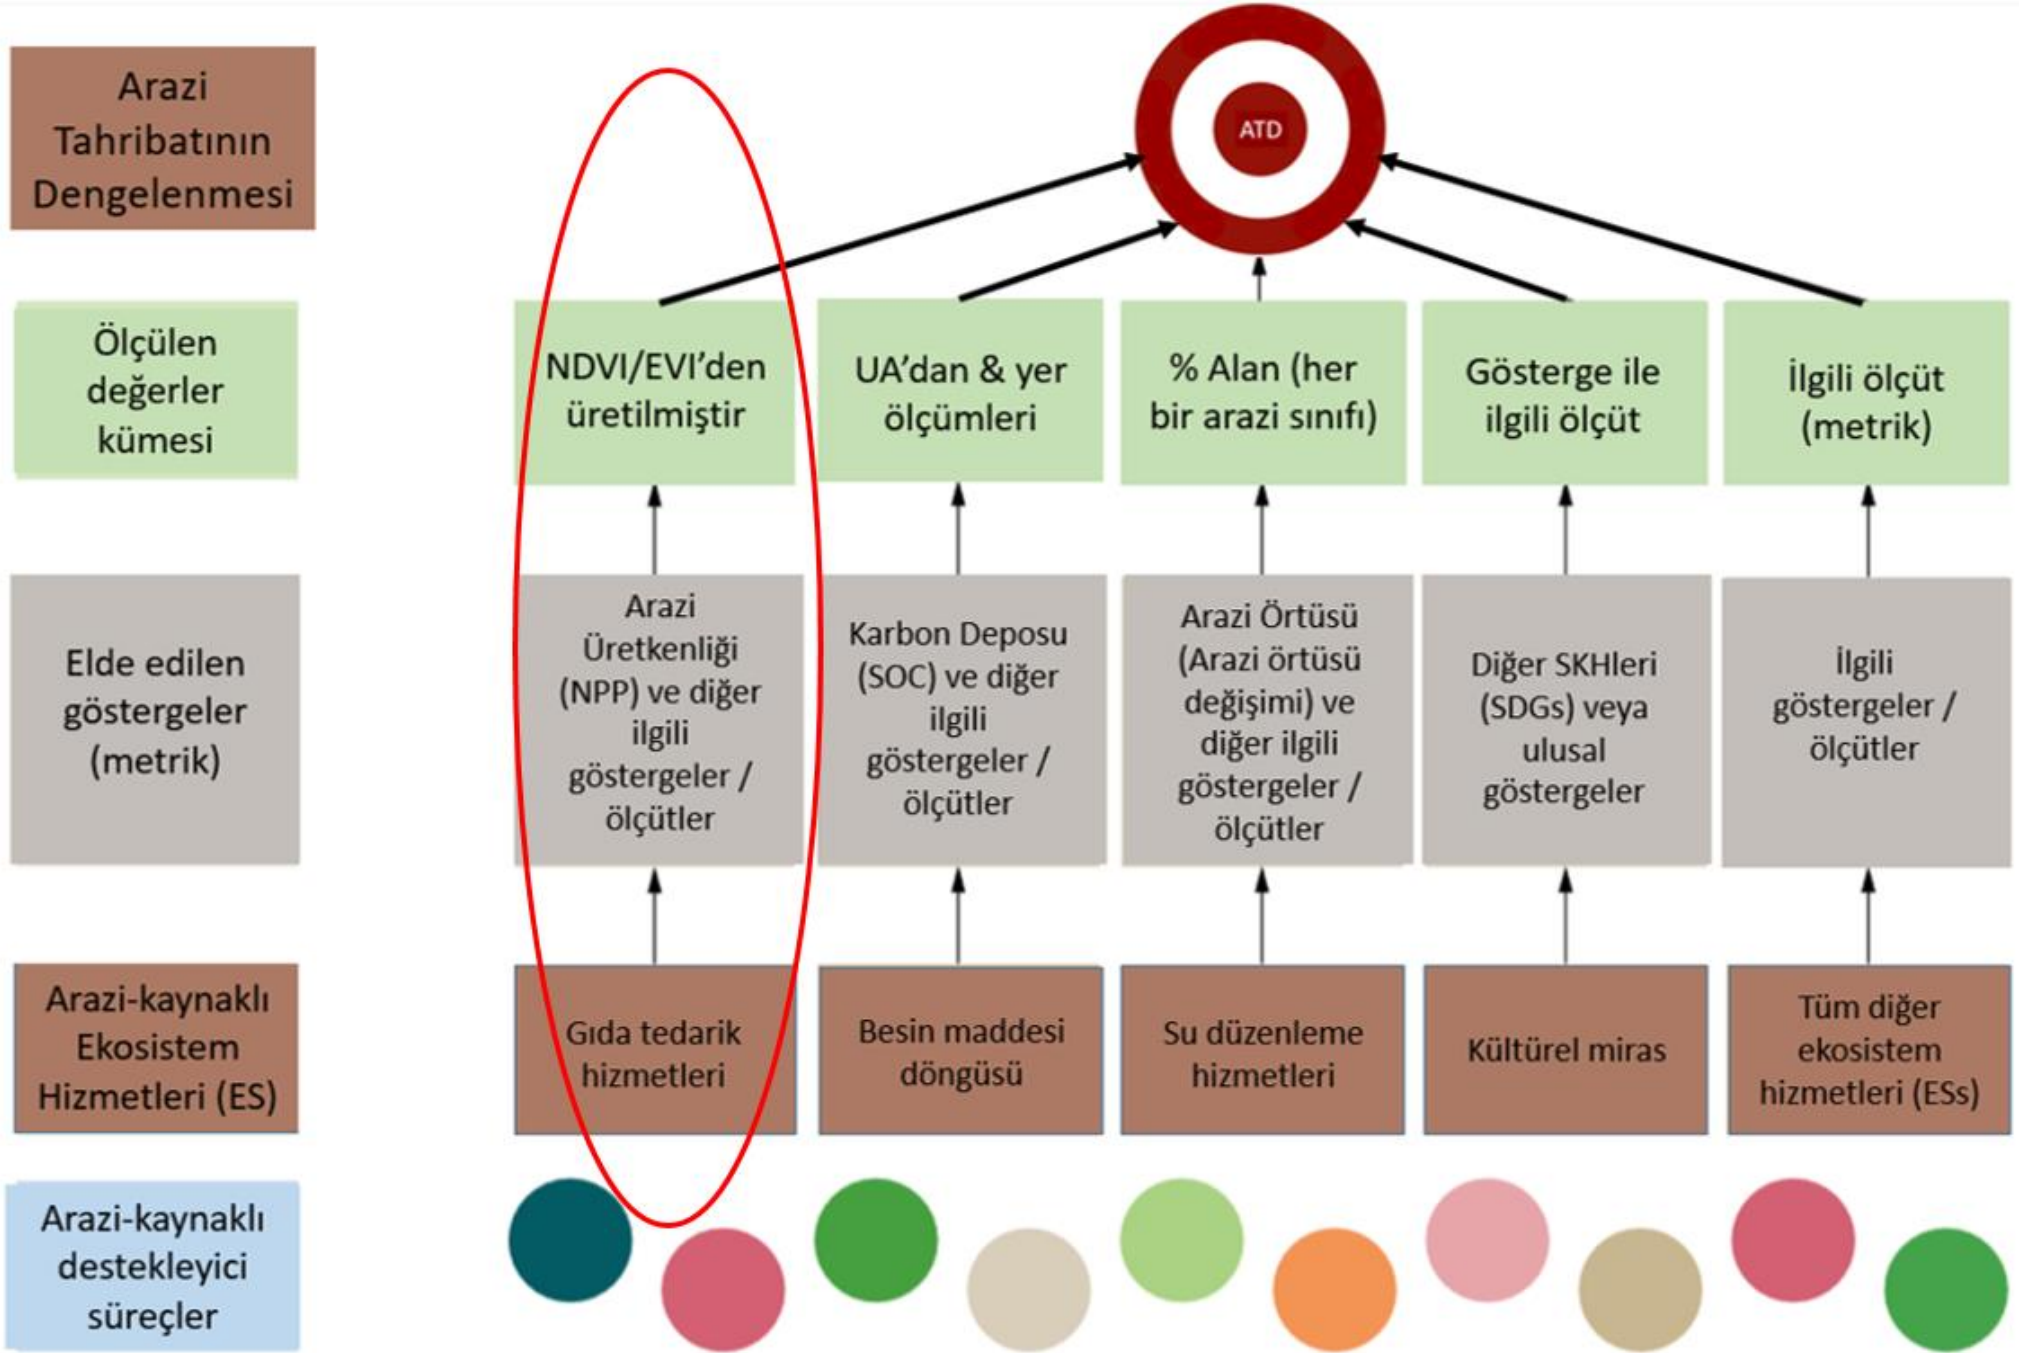 Arazi
Tahribatının
Dengelenmesi
ATD
Ölçülen
değerler
kümesi
NDVI/EVI’den
üretilmiştir
UA’dan & yer
ölçümleri
% Alan (her
bir arazi sınıfı)
Gösterge ile
ilgili ölçüt
İlgili ölçüt
(metrik)
Elde edilen
göstergeler
(metrik)
Arazi
Üretkenliği
(NPP) ve diğer
ilgili
göstergeler /
ölçütler
Karbon Deposu
(SOC) ve diğer
ilgili
göstergeler /
ölçütler
Arazi Örtüsü
(Arazi örtüsü
değişimi) ve
diğer ilgili
göstergeler /
ölçütler
Diğer SKHleri
(SDGs) veya
ulusal
göstergeler
İlgili
göstergeler /
ölçütler
Arazi-kaynaklı
Ekosistem
Hizmetleri (ES)
Gıda tedarik
hizmetleri
Besin maddesi
döngüsü
Su düzenleme
hizmetleri
Kültürel miras
Tüm diğer
ekosistem
hizmetleri (ESs)
Arazi-kaynaklı
destekleyici
süreçler